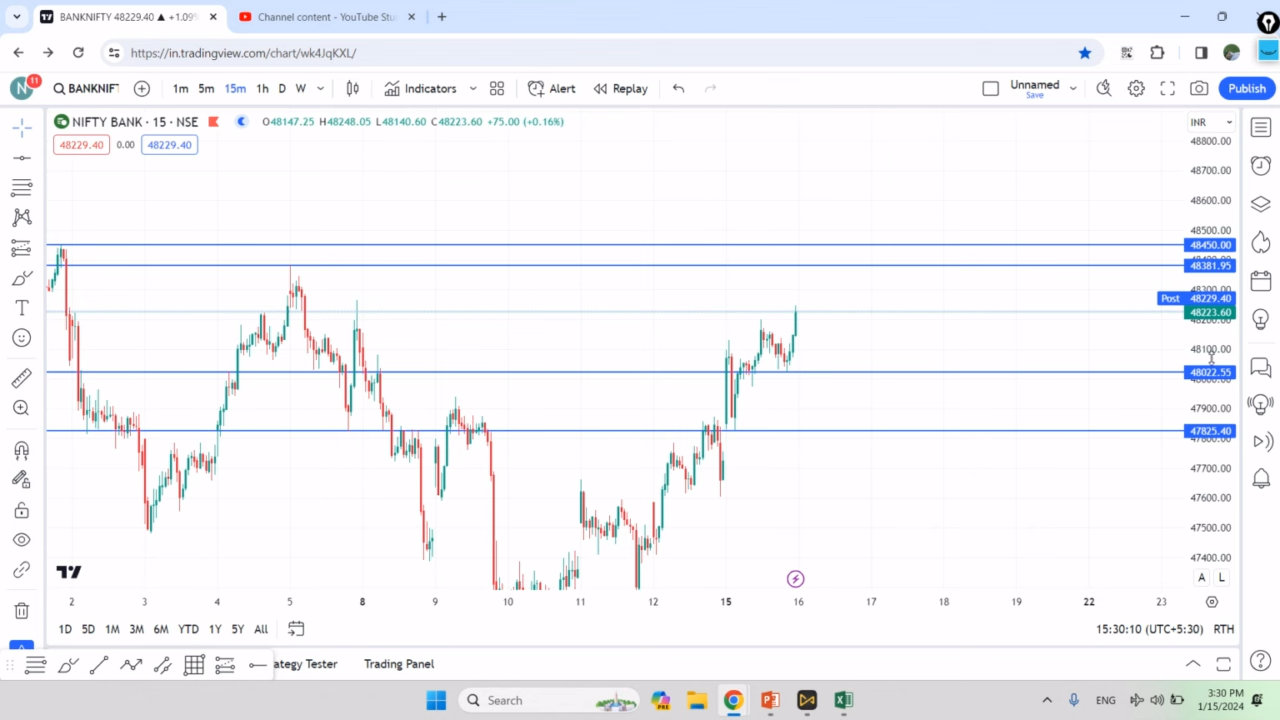 BANKNIFTY 48229.40 ▲ +1.09%
Channel content - YouTube Stu
https://in.tradingview.com/chart/wk4JqKXL/
N 11 BANKNIFT 1m 5m 15m 1h D W Indicators Alert Replay Unnamed Save Publish
NIFTY BANK · 15 · NSE O48147.25 H48248.05 L48140.60 C48223.60 +75.00 (+0.16%) INR
48229.40 0.00 48229.40
48800.00
48700.00
48600.00
48500.00
48450.00
48381.95
48300.00
Post 48229.40
48223.60
48100.00
48022.55
47900.00
47825.40
47700.00
47600.00
47500.00
47400.00
A L
2 3 4 5 8 9 10 11 12 15 16 17 18 19 22 23
1D 5D 1M 3M 6M YTD 1Y 5Y All 15:30:10 (UTC+5:30) RTH
ategy Tester Trading Panel
Search PRE ENG 3:30 PM
1/15/2024